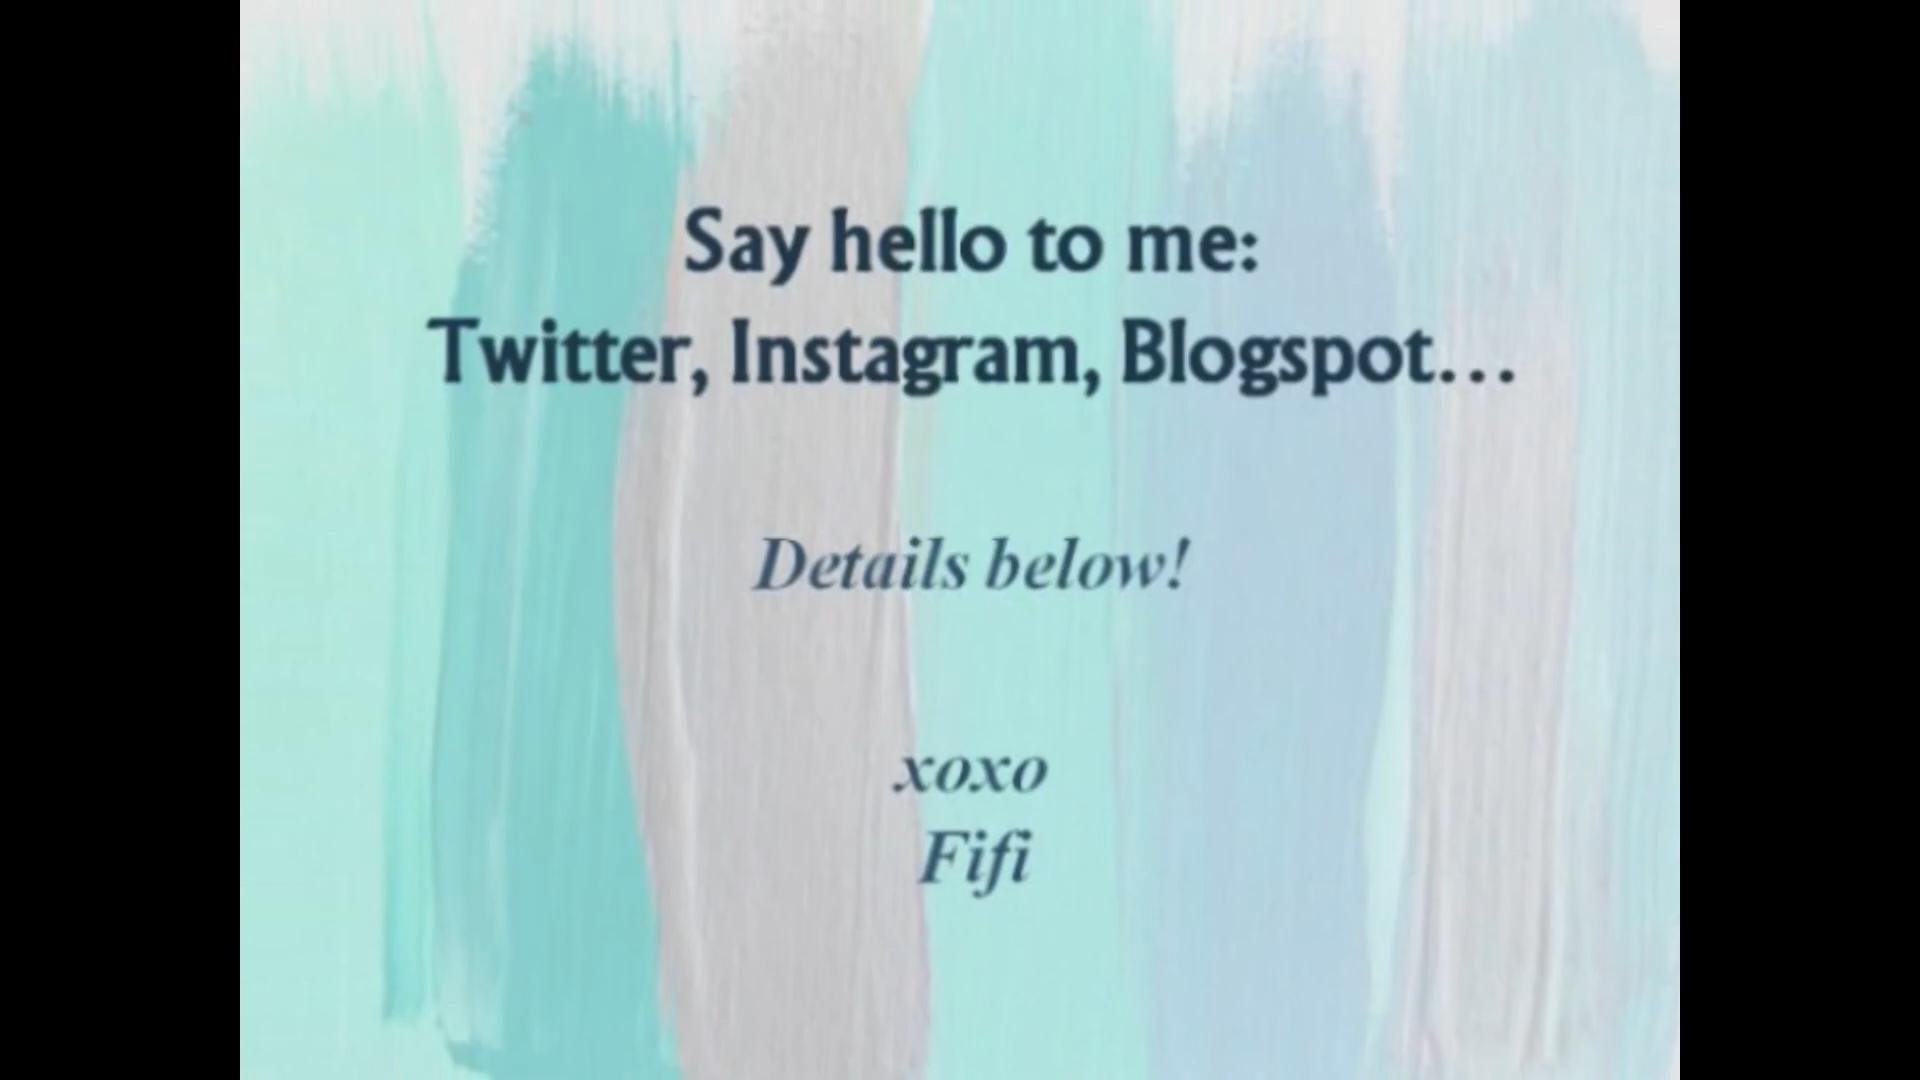 Say hello to me:
Twitter, Instagram, Blogspot...
Details below!
xoxo
Fifi